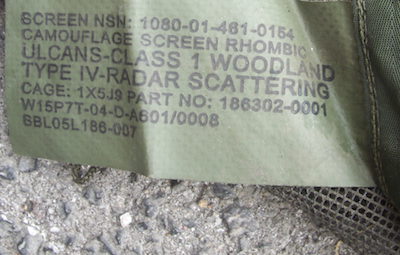 SCREEN NSN: 1080-01-461-0154
CAMOUFLAGE SCREEN RHOMBIC
ULCANS-CLASS 1 WOODLAND
TYPE IV-RADAR SCATTERING
CAGE: 1X5J9 PART NO: 186302-0001
W15P7T-04-D-A601/0008
BBL05L186-007